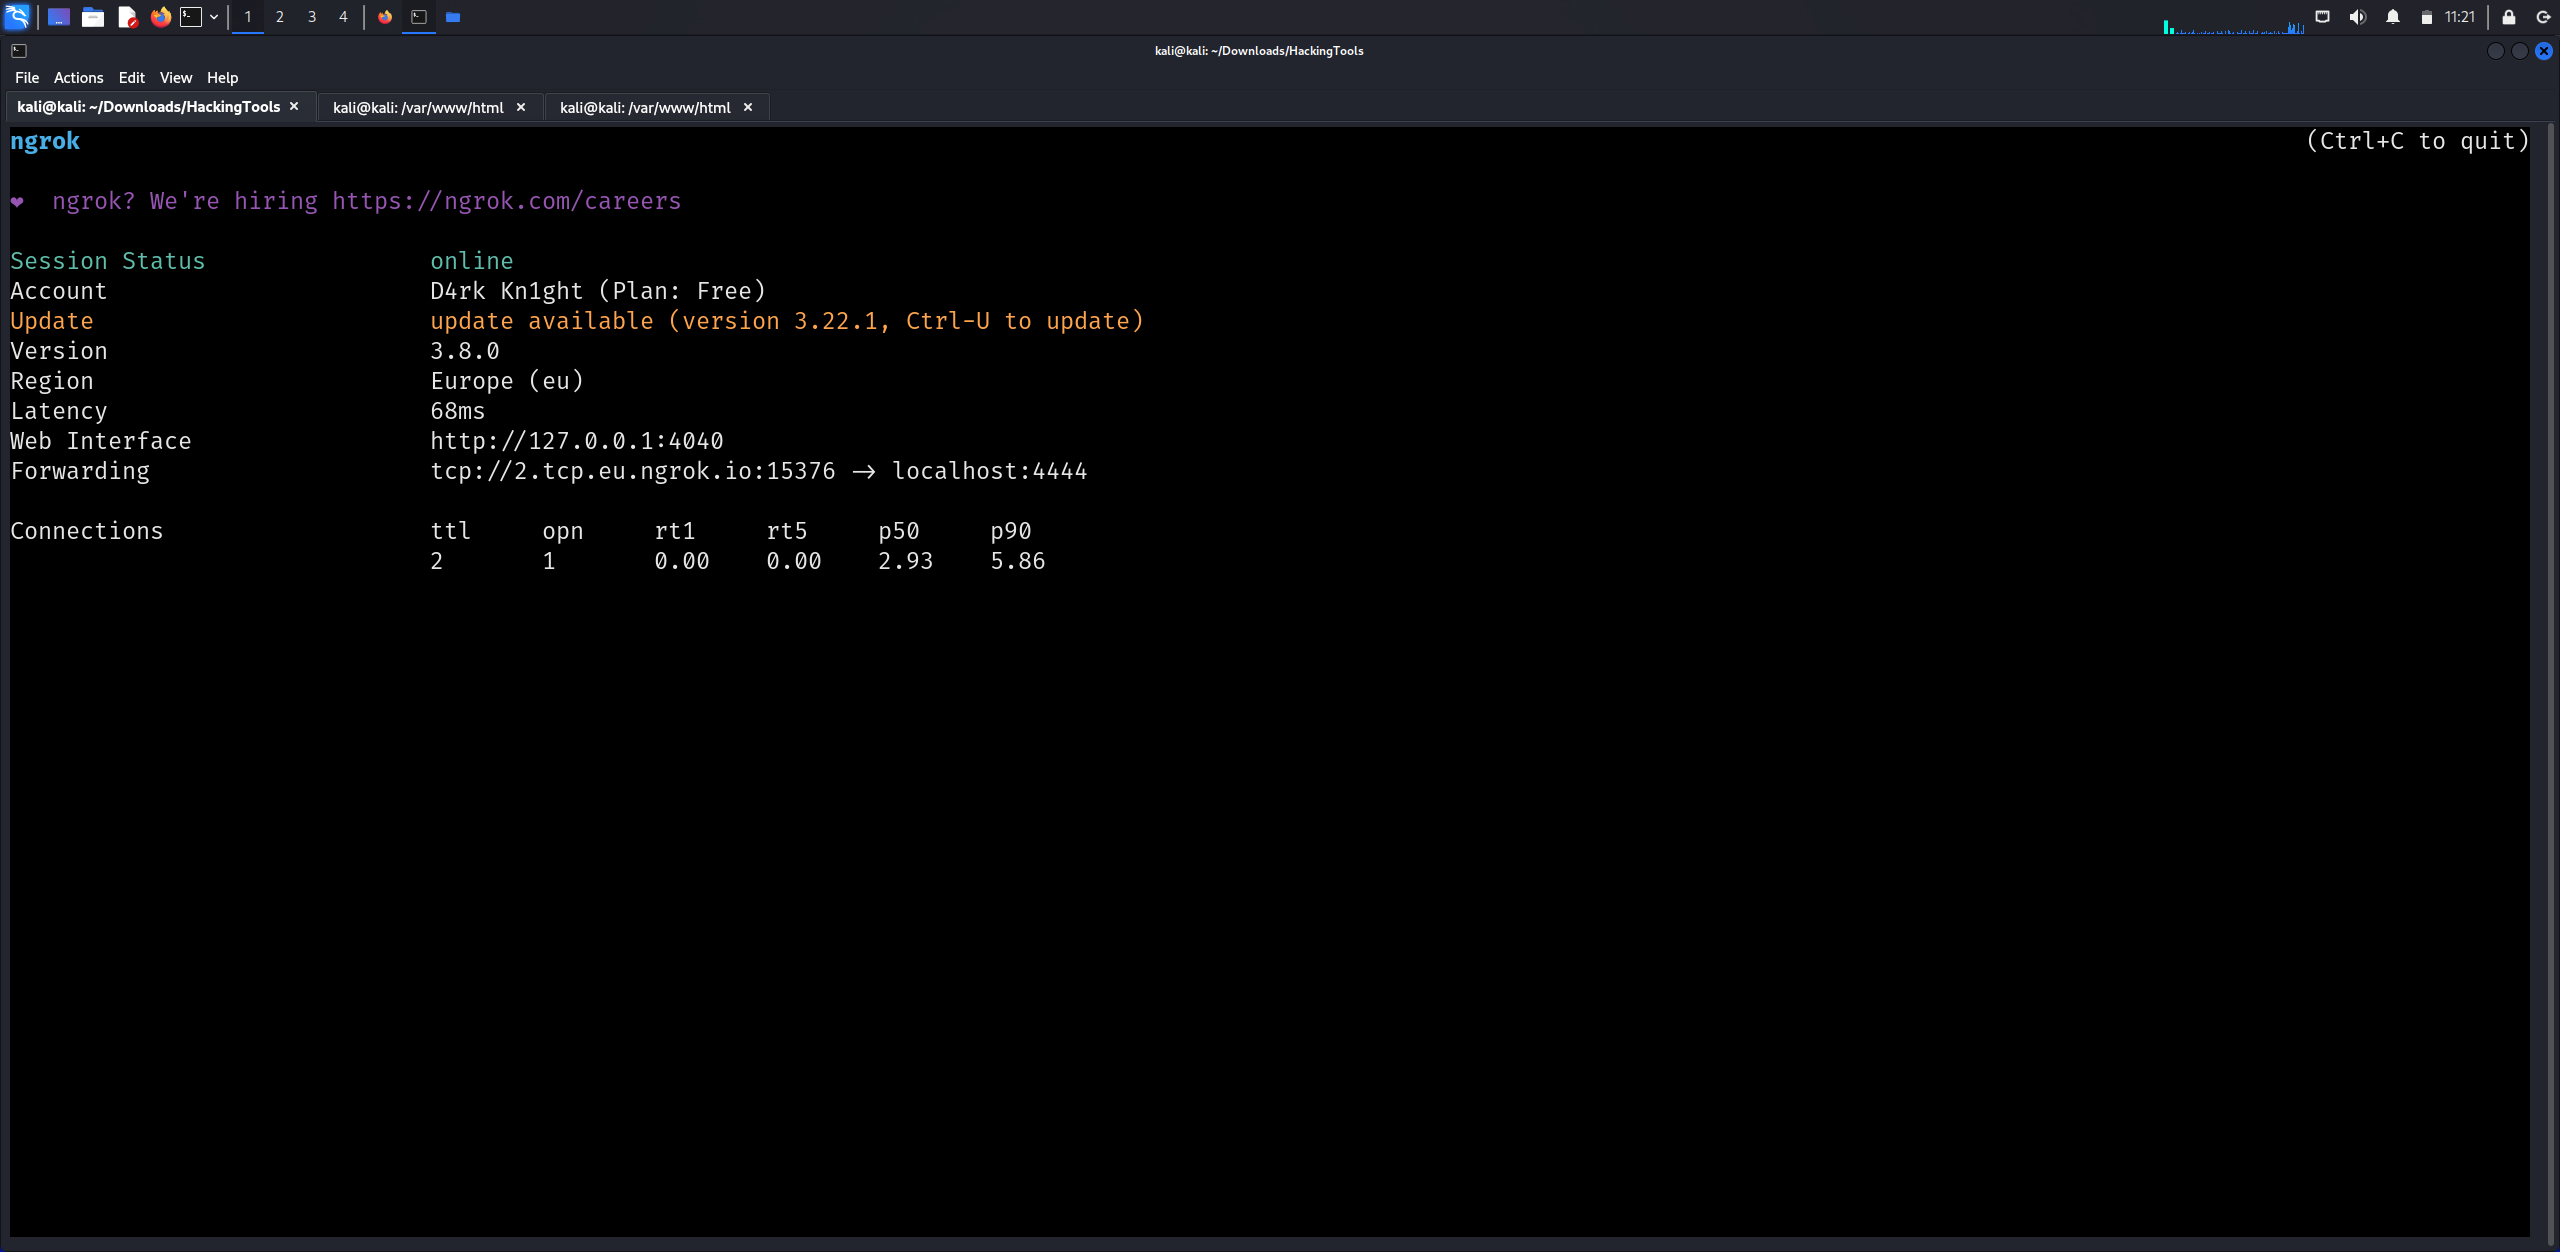 1 2 3 4 11:21
kali@kali: ~/Downloads/HackingTools
File Actions Edit View Help
kali@kali: ~/Downloads/HackingTools kali@kali: /var/www/html kali@kali: /var/www/html
ngrok (Ctrl+C to quit)
❤ ngrok? We're hiring https://ngrok.com/careers
Session Status online
Account D4rk Kn1ght (Plan: Free)
Update update available (version 3.22.1, Ctrl-U to update)
Version 3.8.0
Region Europe (eu)
Latency 68ms
Web Interface http://127.0.0.1:4040
Forwarding tcp://2.tcp.eu.ngrok.io:15376 -> localhost:4444
Connections ttl opn rt1 rt5 p50 p90
2 1 0.00 0.00 2.93 5.86